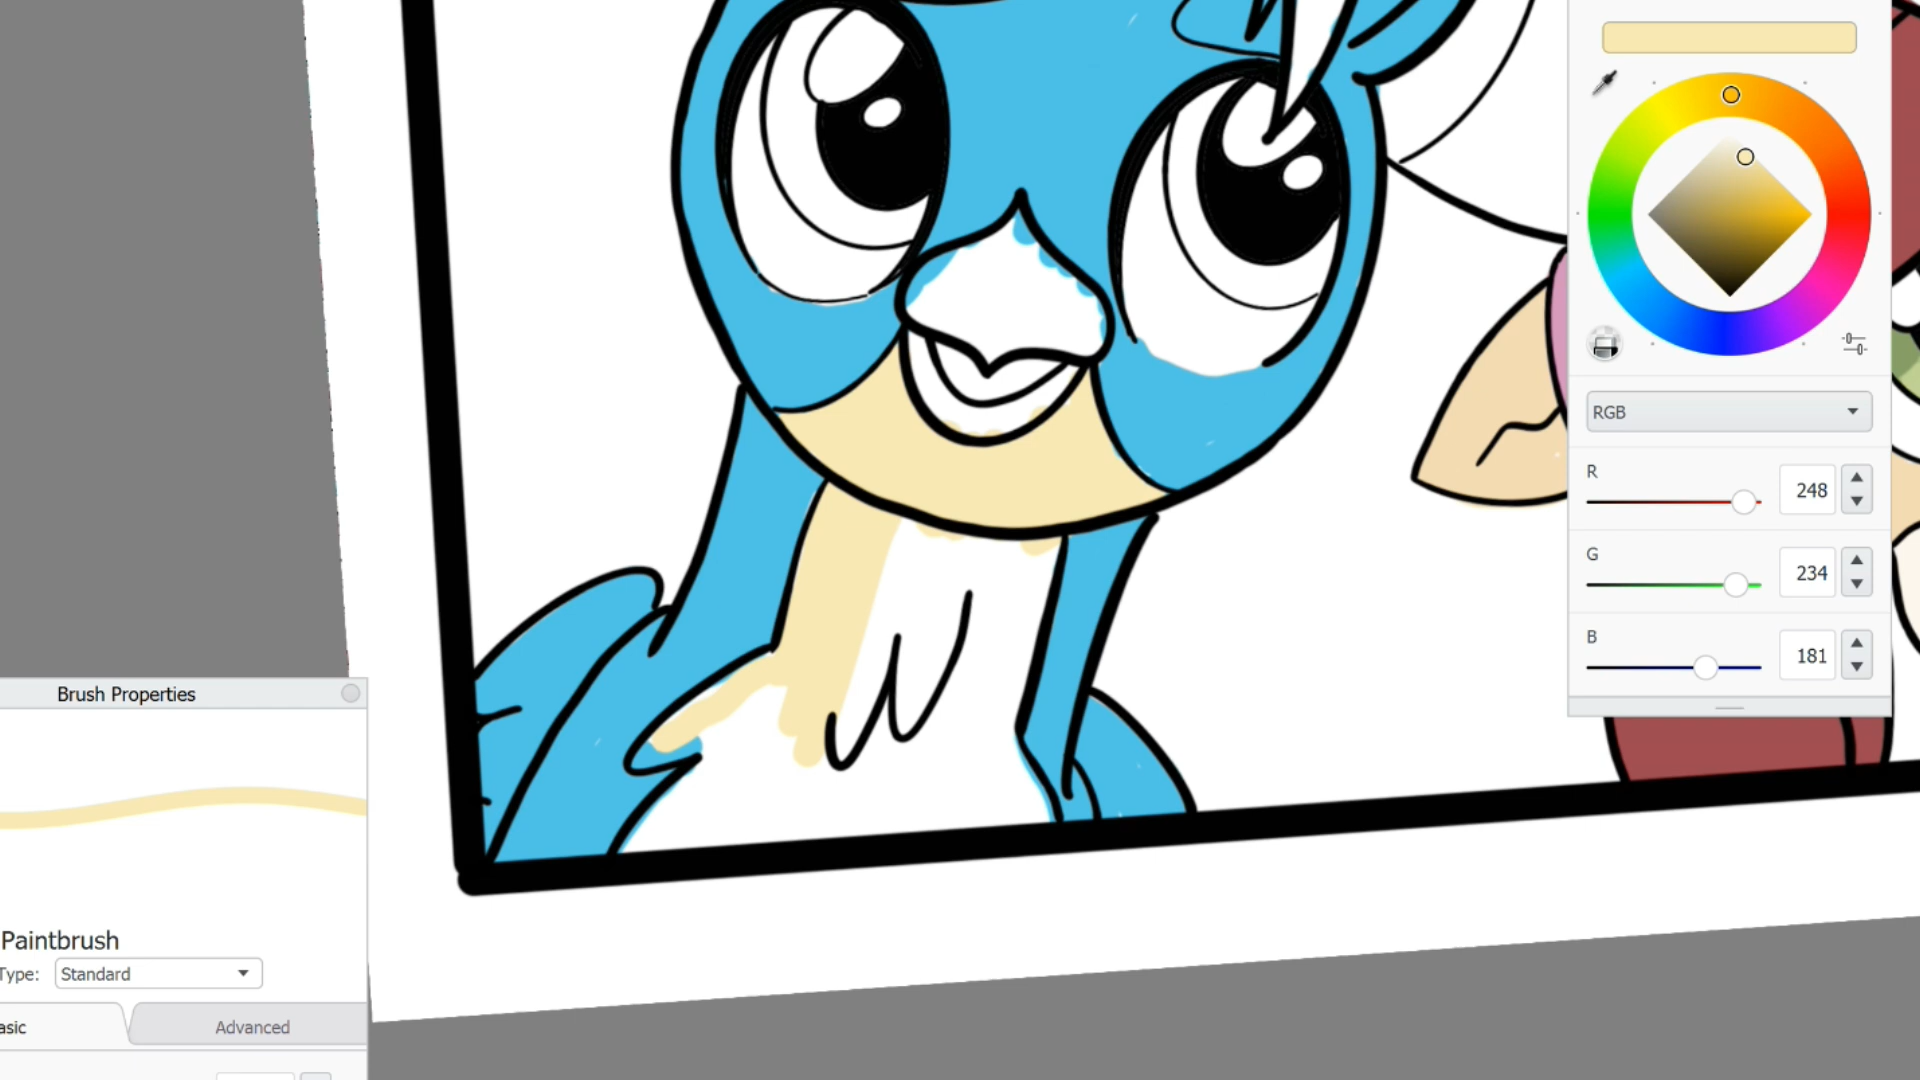 RGB
R
248
G
234
B
181
Brush Properties
Paintbrush
Type: Standard
asic
Advanced